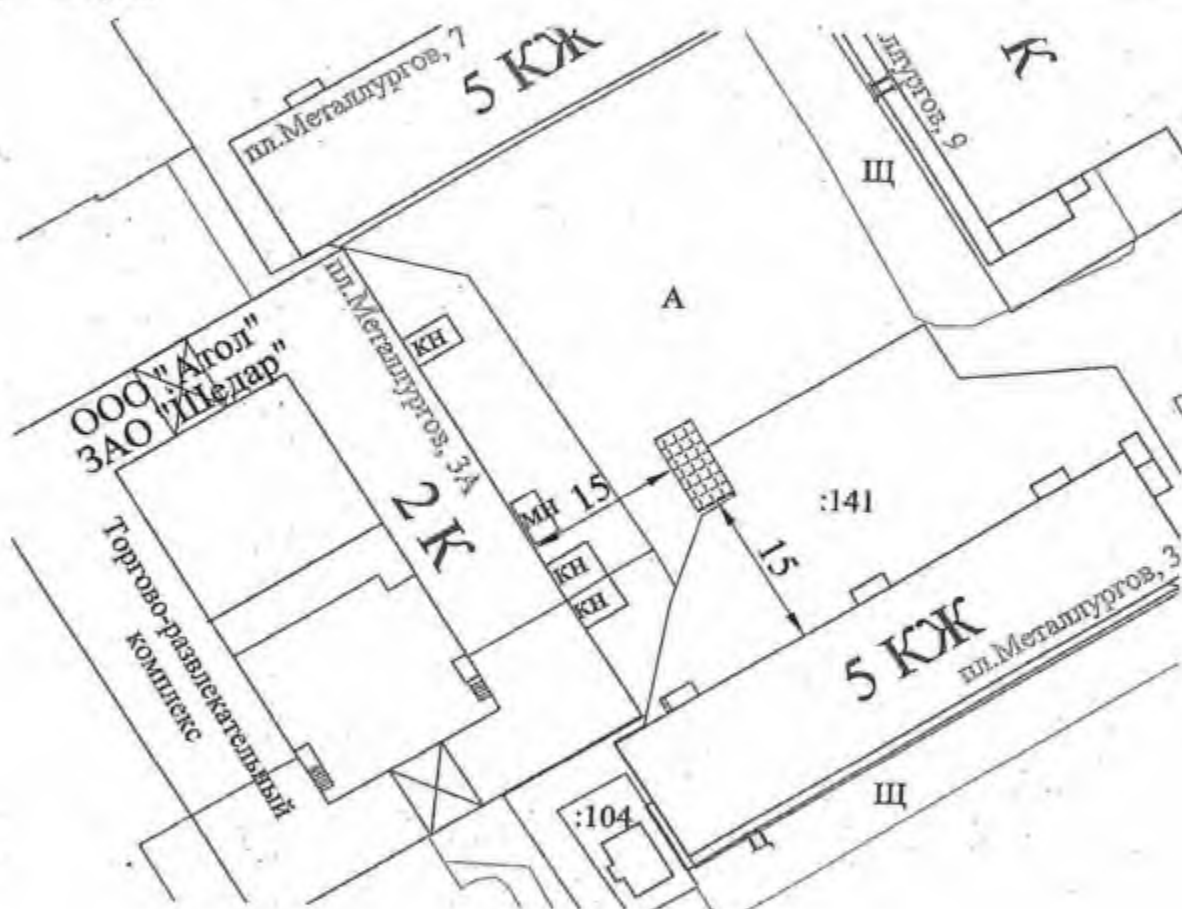 5 КЖ
пл.Металлургов, 7
К
ллургов, 9
Ц
Щ
А
пл.Металлургов, 3А
кн
ООО "Атол"
ЗАО "Шедар"
2 К
мн
15
кн
кн
:141
15
Торгово-развлекательный
комплекс
5 КЖ
пл.Металлургов, 3
Щ
:104
Ц